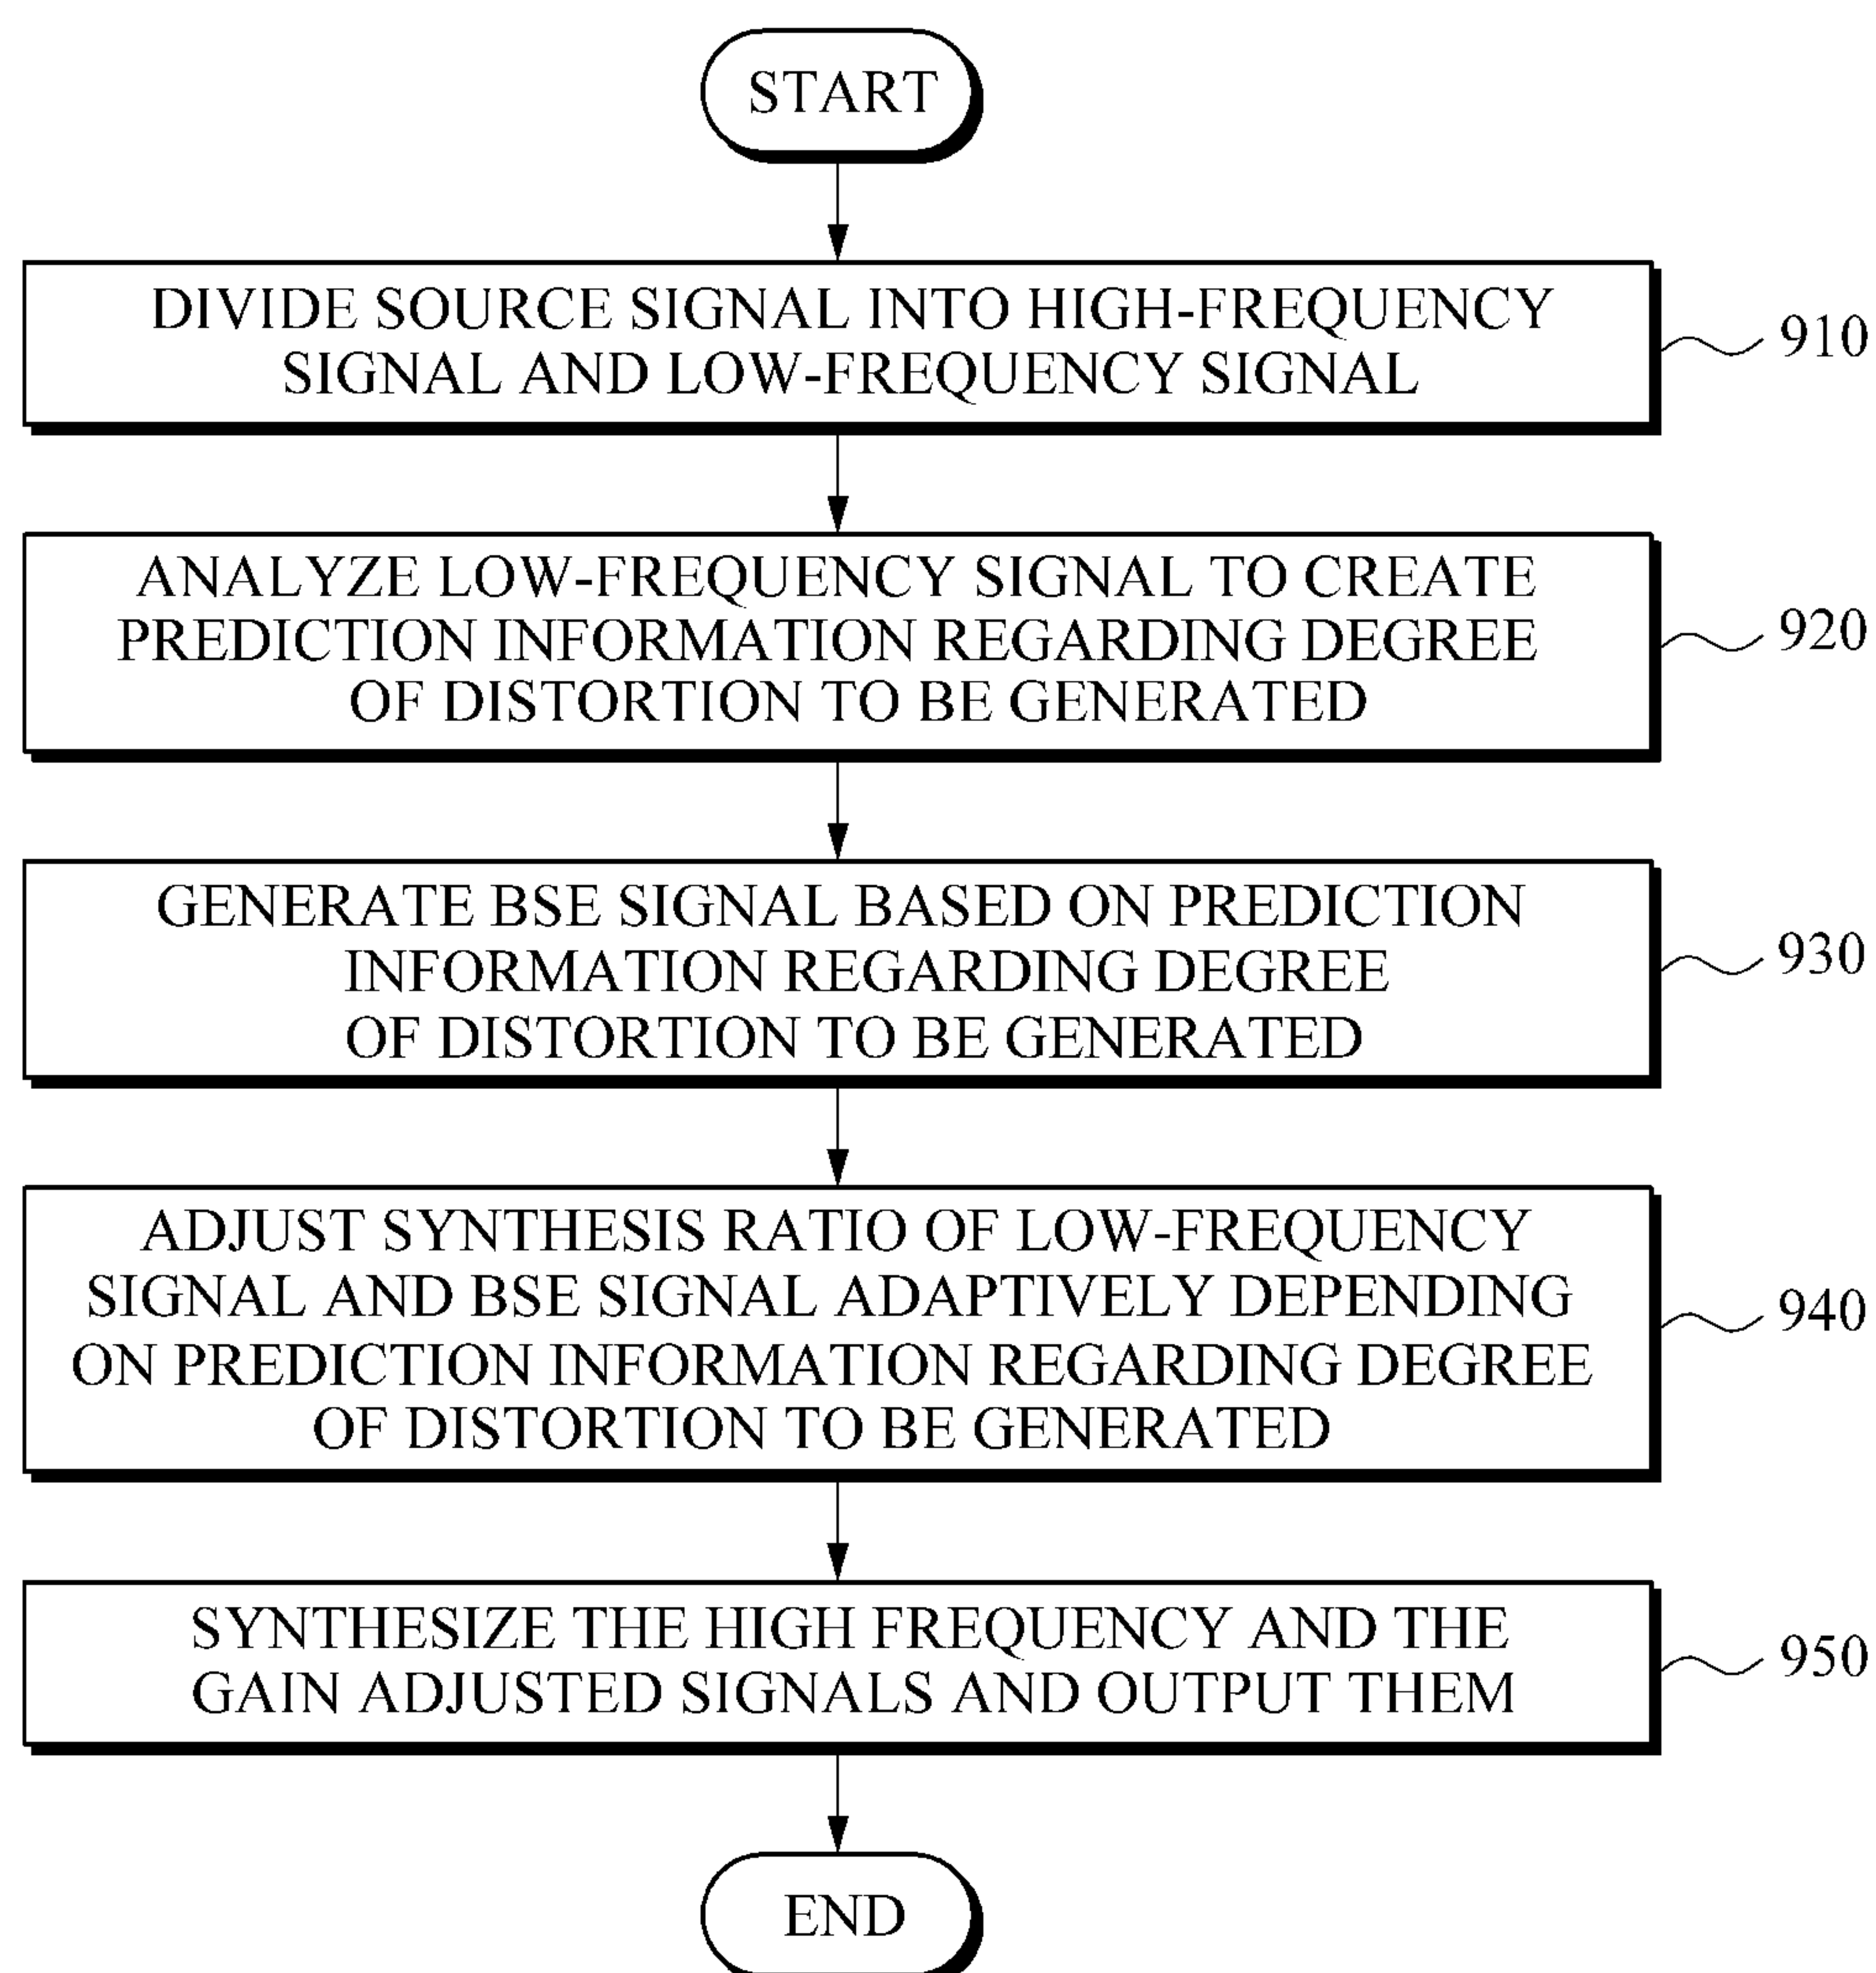 START
DIVIDE SOURCE SIGNAL INTO HIGH-FREQUENCY
SIGNAL AND LOW-FREQUENCY SIGNAL
910
ANALYZE LOW-FREQUENCY SIGNAL TO CREATE
PREDICTION INFORMATION REGARDING DEGREE
OF DISTORTION TO BE GENERATED
920
GENERATE BSE SIGNAL BASED ON PREDICTION
INFORMATION REGARDING DEGREE
OF DISTORTION TO BE GENERATED
930
ADJUST SYNTHESIS RATIO OF LOW-FREQUENCY
SIGNAL AND BSE SIGNAL ADAPTIVELY DEPENDING
ON PREDICTION INFORMATION REGARDING DEGREE
OF DISTORTION TO BE GENERATED
940
SYNTHESIZE THE HIGH FREQUENCY AND THE
GAIN ADJUSTED SIGNALS AND OUTPUT THEM
950
END